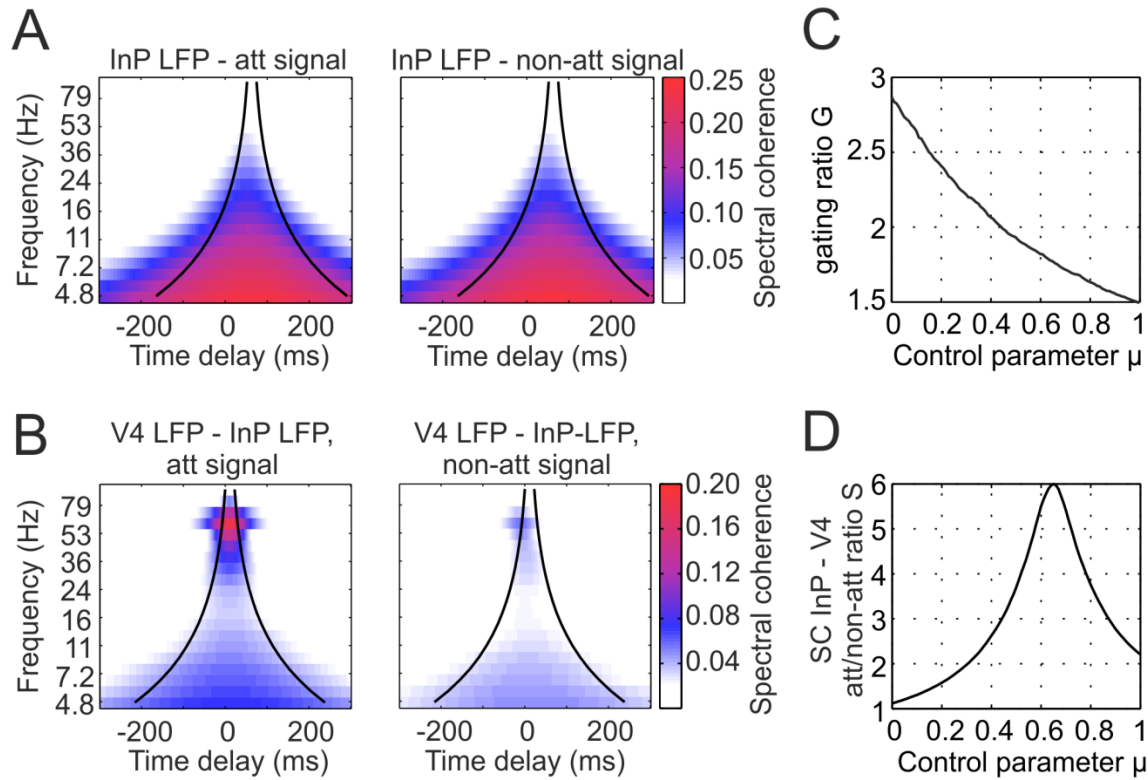 A
InP LFP - att signal
InP LFP - non-att signal
Frequency (Hz)
79
53
36
24
16
11
7.2
4.8
-200 0 200
Time delay (ms)
-200 0 200
Time delay (ms)
0.25
0.20
0.15
0.10
0.05
Spectral coherence
C
gating ratio G
3
2.5
2
1.5
0 0.2 0.4 0.6 0.8 1
Control parameter μ
B
V4 LFP - InP LFP,
att signal
V4 LFP - InP-LFP,
non-att signal
Frequency (Hz)
79
53
36
24
16
11
7.2
4.8
-200 0 200
Time delay (ms)
-200 0 200
Time delay (ms)
0.20
0.16
0.12
0.08
0.04
Spectral coherence
D
SC InP - V4
att/non-att ratio S
6
5
4
3
2
1
0 0.2 0.4 0.6 0.8 1
Control parameter μ